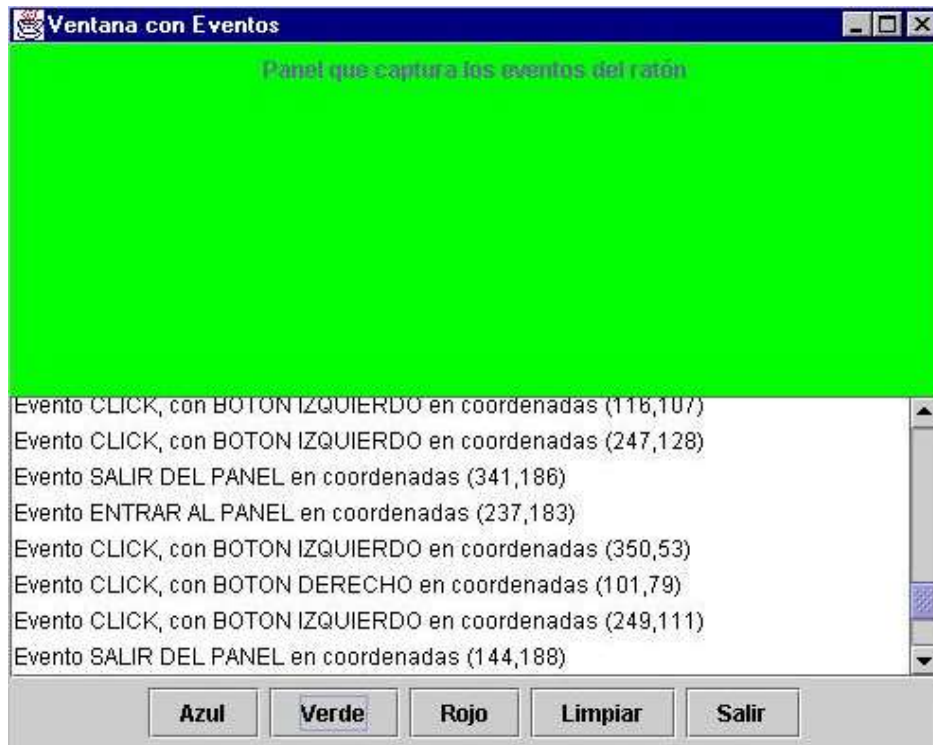 Ventana con Eventos
Panel que captura los eventos del ratón
Evento CLICK, con BOTON IZQUIERDO en coordenadas (116,107)
Evento CLICK, con BOTON IZQUIERDO en coordenadas (247,128)
Evento SALIR DEL PANEL en coordenadas (341,186)
Evento ENTRAR AL PANEL en coordenadas (237,183)
Evento CLICK, con BOTON IZQUIERDO en coordenadas (350,53)
Evento CLICK, con BOTON DERECHO en coordenadas (101,79)
Evento CLICK, con BOTON IZQUIERDO en coordenadas (249,111)
Evento SALIR DEL PANEL en coordenadas (144,188)
Azul Verde Rojo Limpiar Salir